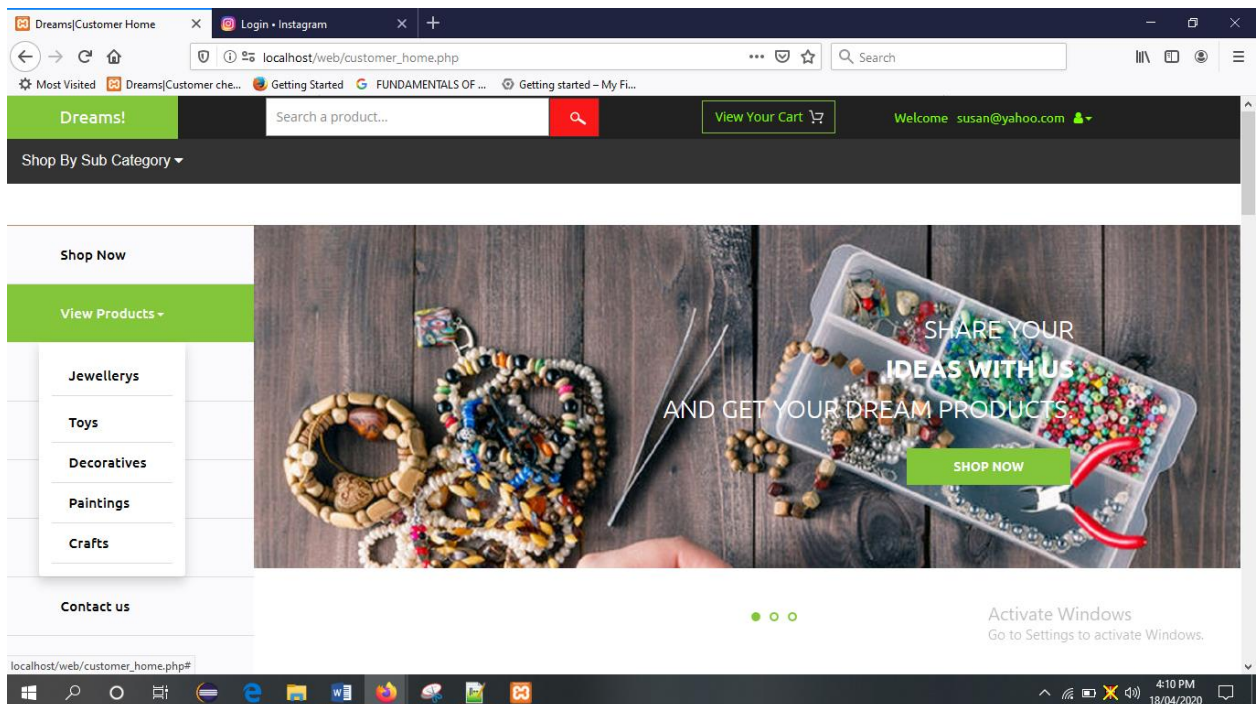 Dreams|Customer Home
Login • Instagram
localhost/web/customer_home.php
Search
Most Visited
Dreams|Customer che...
Getting Started
FUNDAMENTALS OF ...
Getting started – My Fi...
Dreams!
Search a product...
View Your Cart
Welcome susan@yahoo.com
Shop By Sub Category
Shop Now
View Products
Jewellerys
Toys
Decoratives
Paintings
Crafts
Contact us
SHARE YOUR
IDEAS WITH US
AND GET YOUR DREAM PRODUCTS.
SHOP NOW
Activate Windows
Go to Settings to activate Windows.
localhost/web/customer_home.php#
4:10 PM
18/04/2020